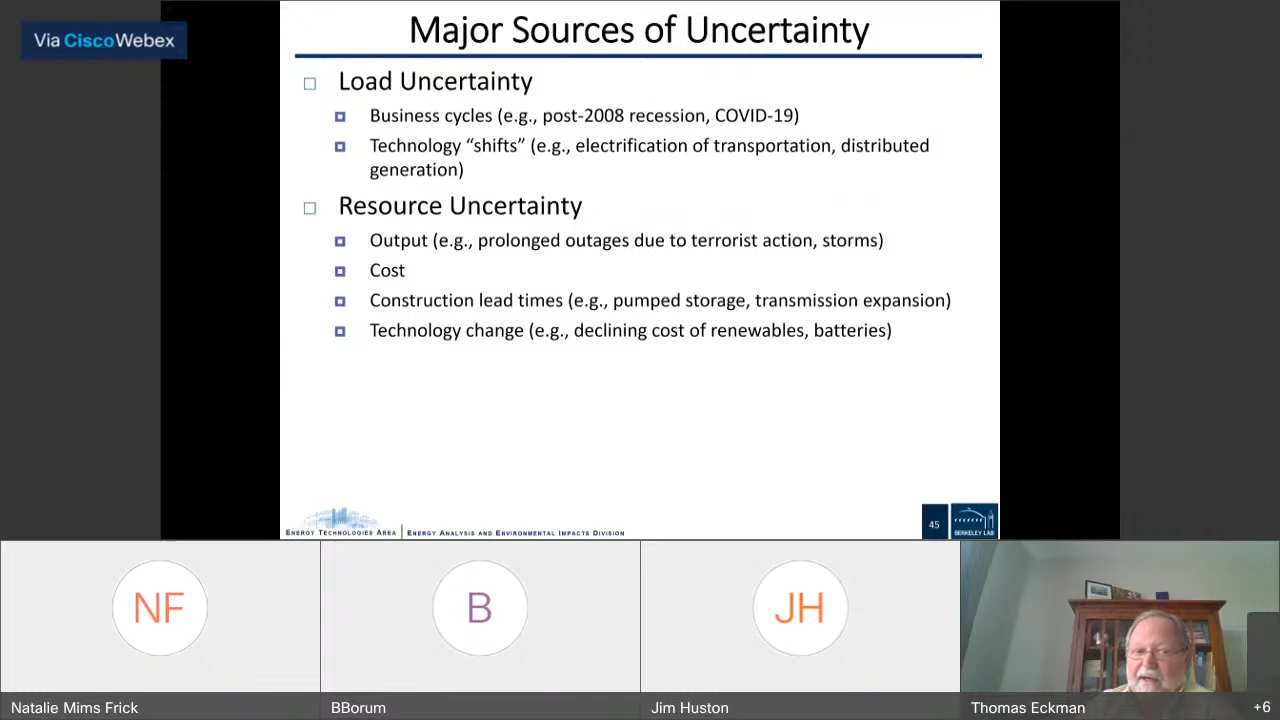 Via CiscoWebex
Major Sources of Uncertainty
Load Uncertainty
Business cycles (e.g., post-2008 recession, COVID-19)
Technology “shifts” (e.g., electrification of transportation, distributed
generation)
Resource Uncertainty
Output (e.g., prolonged outages due to terrorist action, storms)
Cost
Construction lead times (e.g., pumped storage, transmission expansion)
Technology change (e.g., declining cost of renewables, batteries)
ENERGY TECHNOLOGIES AREA | ENERGY ANALYSIS AND ENVIRONMENTAL IMPACTS DIVISION
45
BERKELEY LAB
NF
B
JH
Natalie Mims Frick
BBorum
Jim Huston
Thomas Eckman
+6